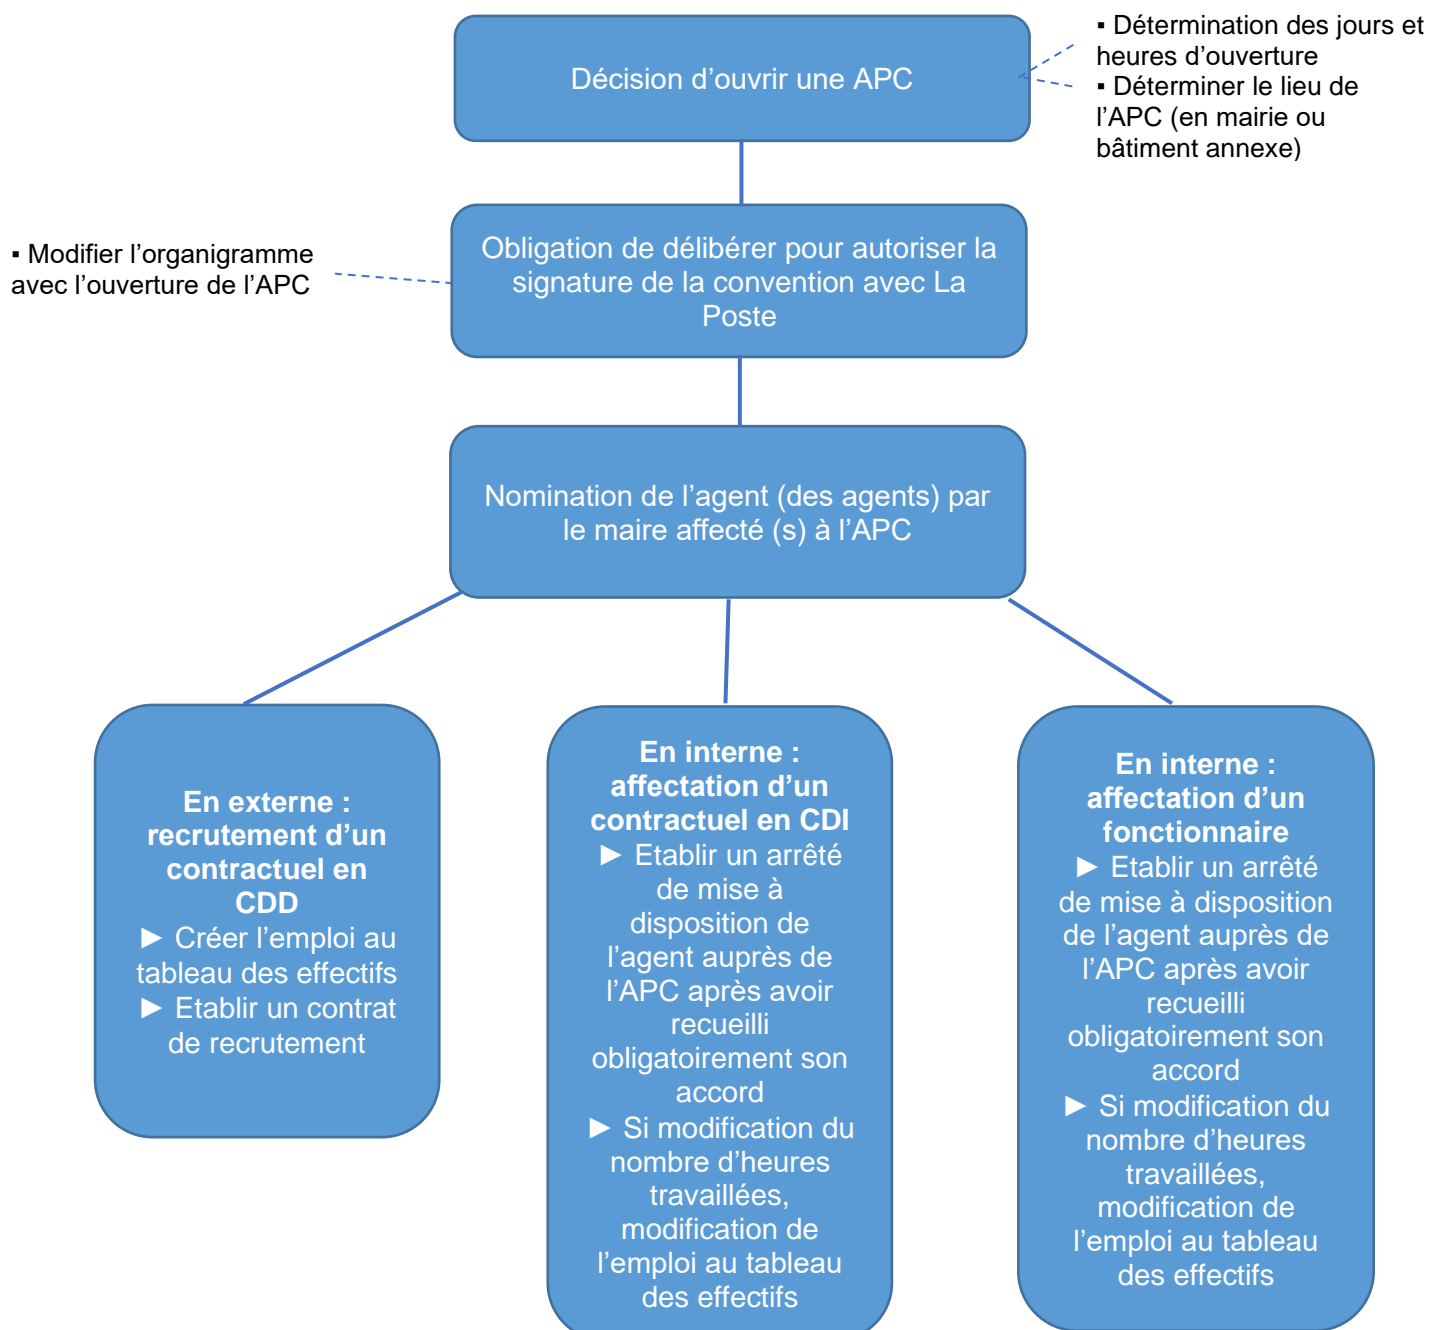 Décision d’ouvrir une APC
▪ Détermination des jours et
heures d’ouverture
▪ Déterminer le lieu de
l’APC (en mairie ou
bâtiment annexe)
▪ Modifier l’organigramme
avec l’ouverture de l’APC
Obligation de délibérer pour autoriser la
signature de la convention avec La
Poste
Nomination de l’agent (des agents) par
le maire affecté (s) à l’APC
En externe :
recrutement d’un
contractuel en
CDD
► Créer l’emploi au
tableau des effectifs
► Etablir un contrat
de recrutement
En interne :
affectation d’un
contractuel en CDI
► Etablir un arrêté
de mise à
disposition de
l’agent auprès de
l’APC après avoir
recueilli
obligatoirement son
accord
► Si modification du
nombre d’heures
travaillées,
modification de
l’emploi au tableau
des effectifs
En interne :
affectation d’un
fonctionnaire
► Etablir un arrêté
de mise à disposition
de l’agent auprès de
l’APC après avoir
recueilli
obligatoirement son
accord
► Si modification du
nombre d’heures
travaillées,
modification de
l’emploi au tableau
des effectifs